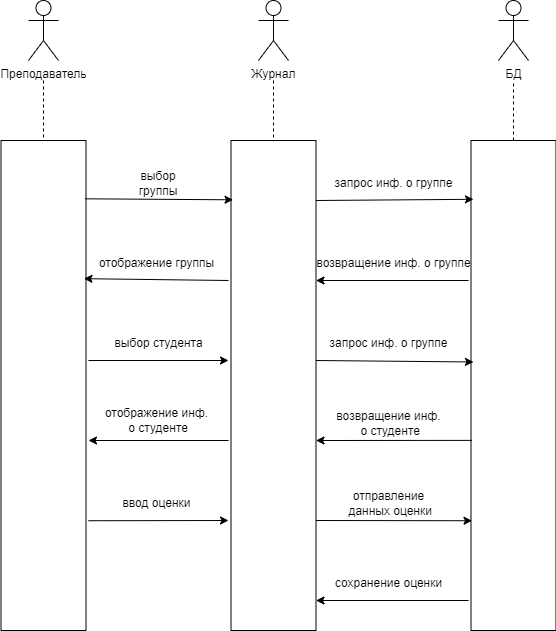 Преподаватель
Журнал
БД
выбор
группы
запрос инф. о группе
отображение группы
возвращение инф. о группе
выбор студента
запрос инф. о группе
отображение инф.
о студенте
возвращение инф.
о студенте
ввод оценки
отправление
данных оценки
сохранение оценки